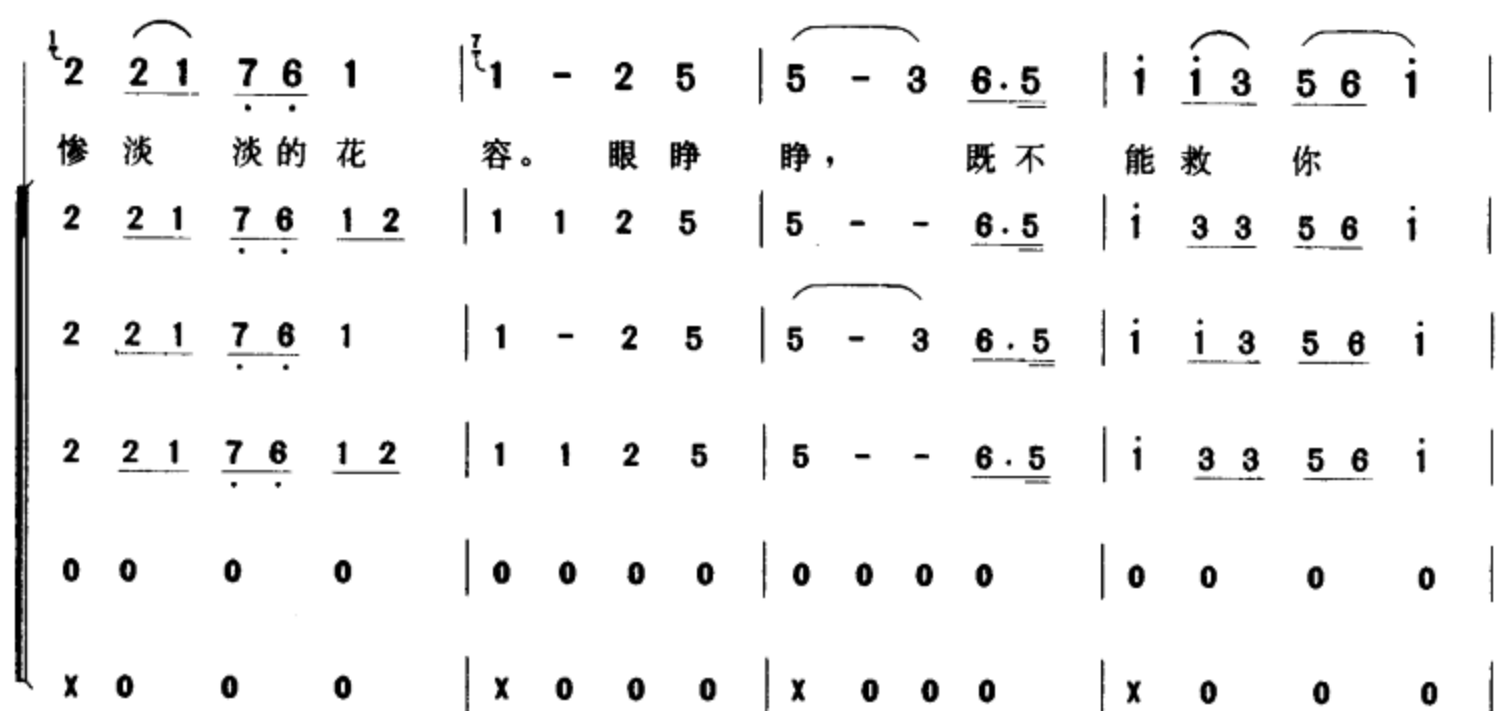 1 2 2 1 7 6 1 | 7 1 - 2 5 | 5 - 3 6 . 5 | i i 3 5 6 i |
惨 淡 淡 的 花 容。 眼 睁 睁， 既 不 能 救 你
2 2 1 7 6 1 2 | 1 1 2 5 | 5 - - 6 . 5 | i 3 3 5 6 i |
2 2 1 7 6 1 | 1 - 2 5 | 5 - 3 6 . 5 | i i 3 5 6 i |
2 2 1 7 6 1 2 | 1 1 2 5 | 5 - - 6 . 5 | i 3 3 5 6 i |
0 0 0 0 | 0 0 0 0 | 0 0 0 0 | 0 0 0 0 |
X 0 0 0 | X 0 0 0 | X 0 0 0 | X 0 0 0 |